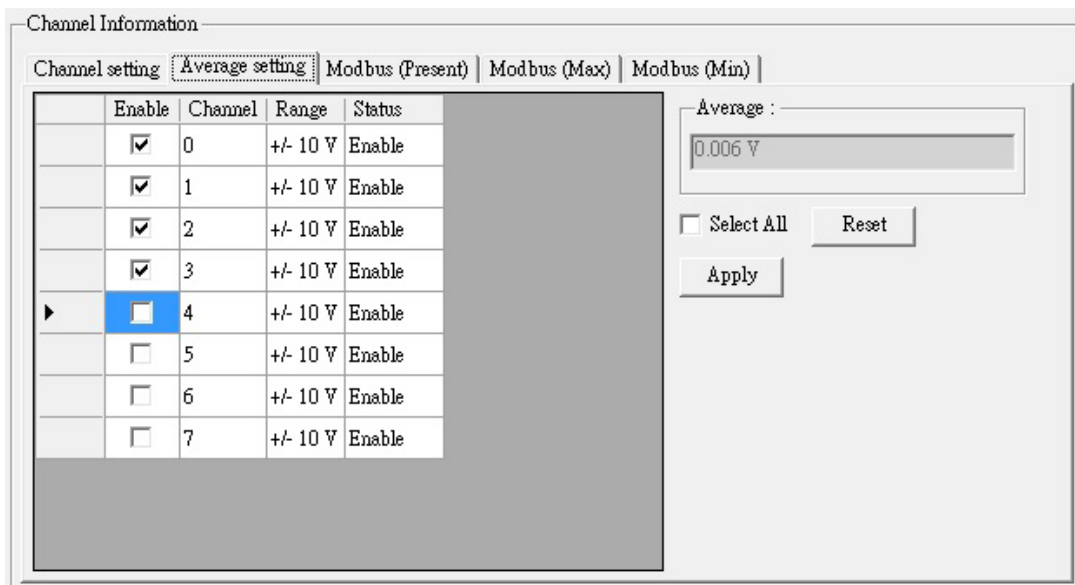 Channel Information
Channel setting Average setting Modbus (Present) Modbus (Max) Modbus (Min)
Enable Channel Range Status
0 +/- 10 V Enable
1 +/- 10 V Enable
2 +/- 10 V Enable
3 +/- 10 V Enable
4 +/- 10 V Enable
5 +/- 10 V Enable
6 +/- 10 V Enable
7 +/- 10 V Enable
Average :
0.006 V
Select All Reset
Apply